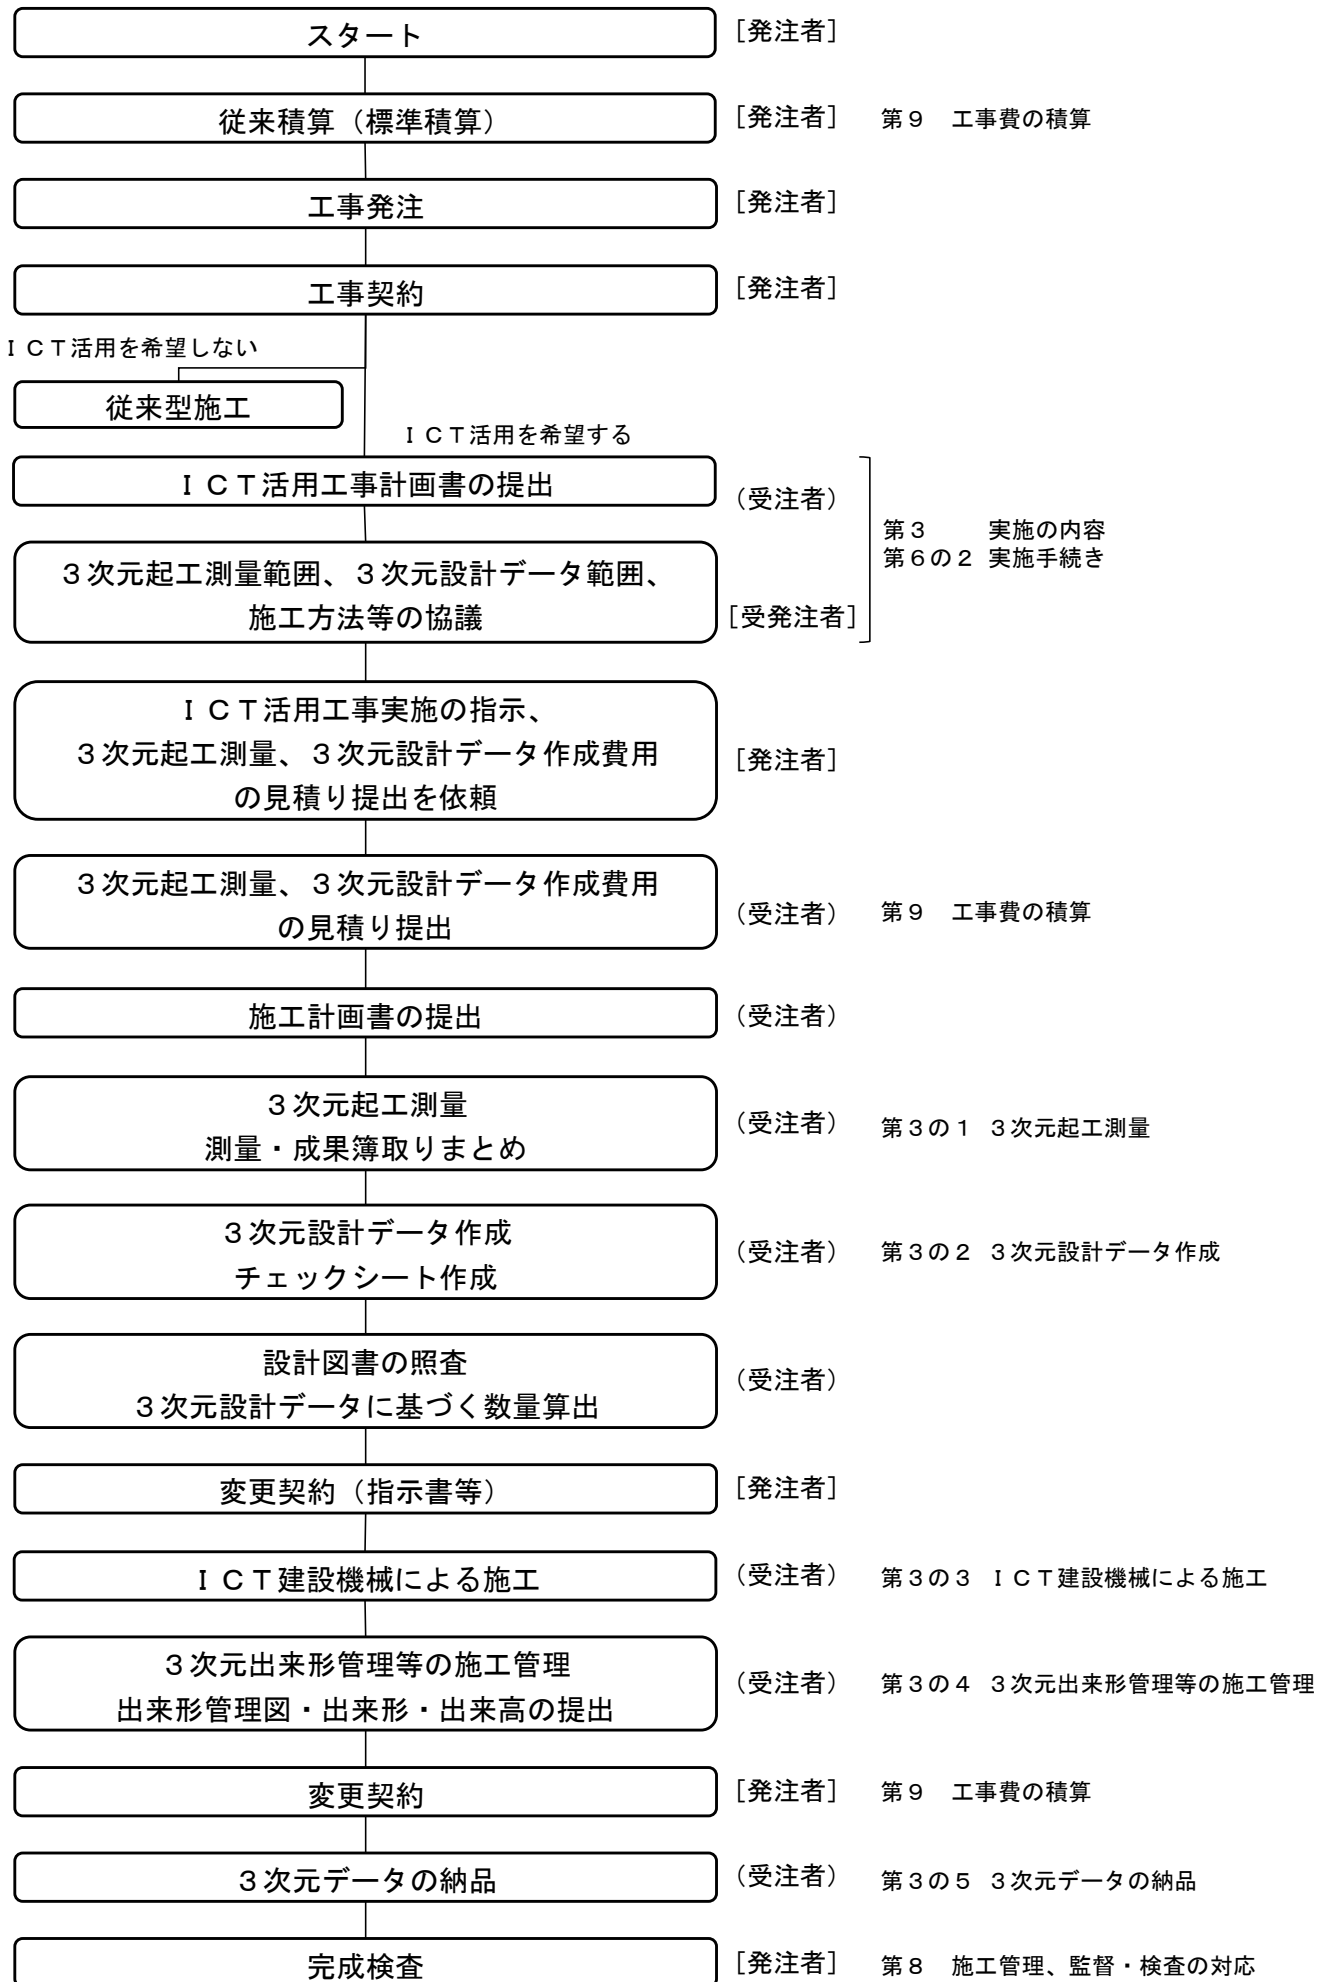 スタート ［発注者］
従来積算（標準積算） ［発注者］ 第９　工事費の積算
工事発注 ［発注者］
工事契約 ［発注者］
ＩＣＴ活用を希望しない
従来型施工
ＩＣＴ活用を希望する
ＩＣＴ活用工事計画書の提出 （受注者）
第３　　実施の内容
第６の２ 実施手続き
３次元起工測量範囲、３次元設計データ範囲、
施工方法等の協議 ［受発注者］
ＩＣＴ活用工事実施の指示、
３次元起工測量、３次元設計データ作成費用 ［発注者］
の見積り提出を依頼
３次元起工測量、３次元設計データ作成費用
の見積り提出 （受注者） 第９　工事費の積算
施工計画書の提出 （受注者）
３次元起工測量 （受注者） 第３の１ ３次元起工測量
測量・成果簿取りまとめ
３次元設計データ作成 （受注者） 第３の２ ３次元設計データ作成
チェックシート作成
設計図書の照査 （受注者）
３次元設計データに基づく数量算出
変更契約（指示書等） ［発注者］
ＩＣＴ建設機械による施工 （受注者） 第３の３ ＩＣＴ建設機械による施工
３次元出来形管理等の施工管理 （受注者） 第３の４ ３次元出来形管理等の施工管理
出来形管理図・出来形・出来高の提出
変更契約 ［発注者］ 第９　工事費の積算
３次元データの納品 （受注者） 第３の５ ３次元データの納品
完成検査 ［発注者］ 第８　施工管理、監督・検査の対応